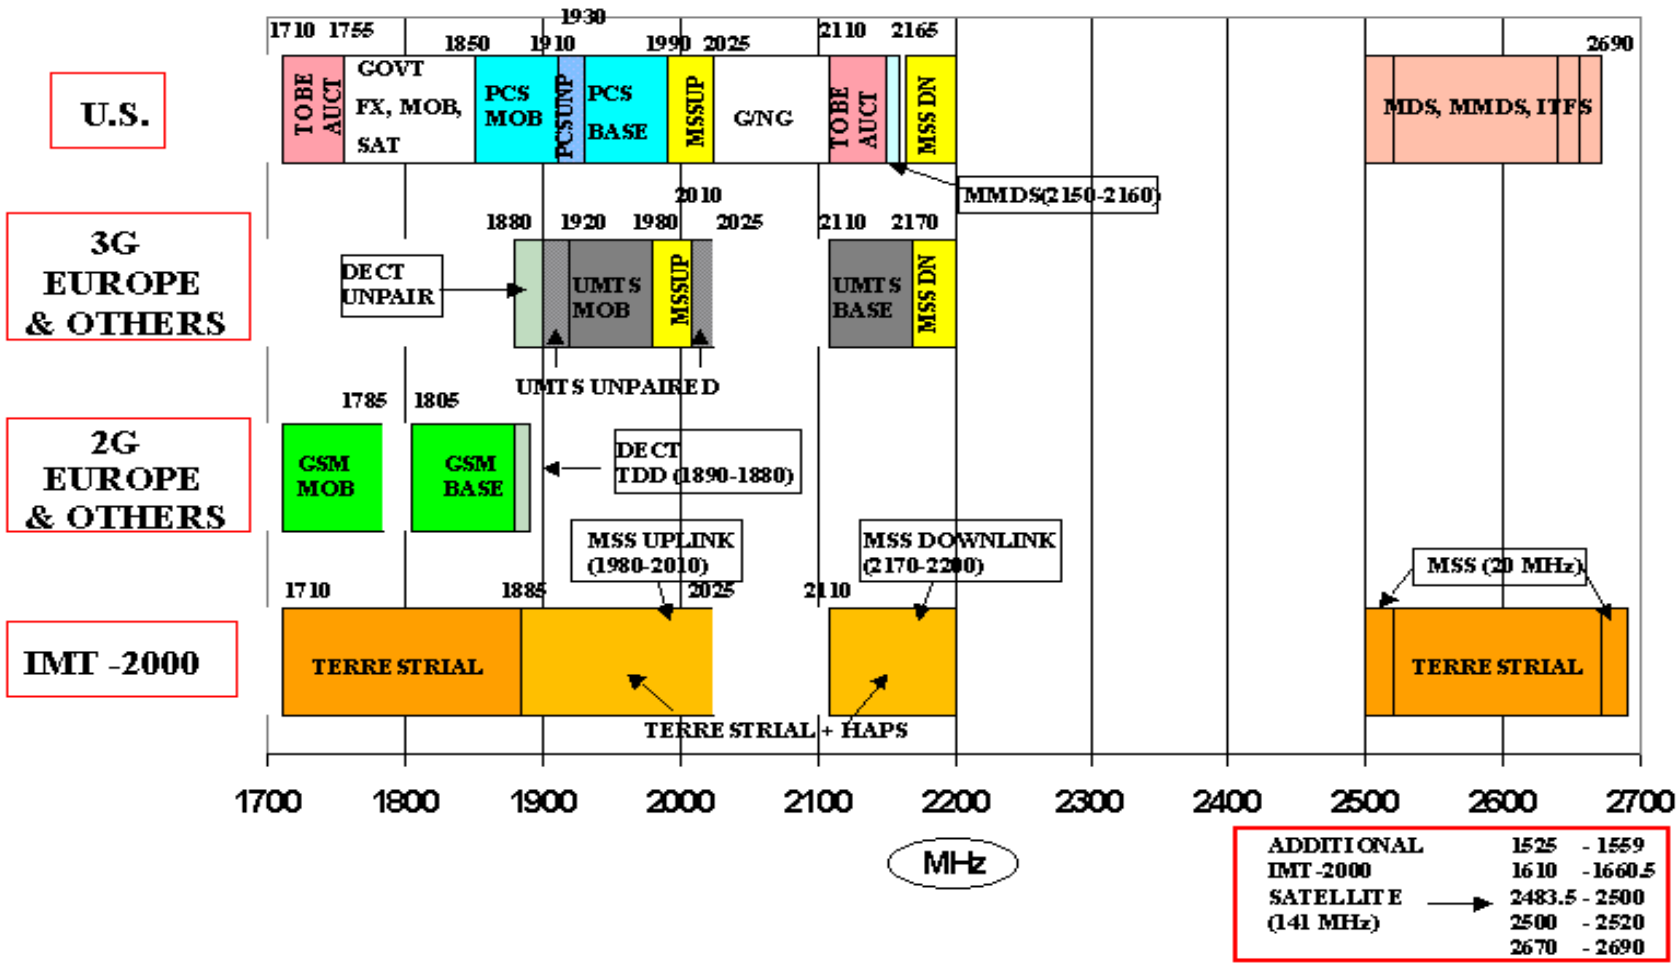 1930
1710 1755
1850
1910
1990 2025
2110 2165
2690
U.S.
TO BE
AUCT
GOVT
FX, MOB,
SAT
PCS
MOB
PCSUNP
PCS
BASE
MSSUP
G/NG
TO BE
AUCT
MSS DN
MDS, MMDS, ITFS
MMDS(2150-2160)
3G
EUROPE
& OTHERS
2010
1880 1920 1980 2025
2110 2170
DECT
UNPAIR
UMTS
MOB
MSSUP
UMTS
BASE
MSS DN
UMTS UNPAIRED
2G
EUROPE
& OTHERS
1785 1805
GSM
MOB
GSM
BASE
DECT
TDD (1890-1880)
MSS UPLINK
(1980-2010)
MSS DOWNLINK
(2170-2200)
MSS (20 MHz)
IMT -2000
1710 1885 2025 2110
TERRESTRIAL
TERRESTRIAL
TERRESTRIAL + HAPS
1700 1800 1900 2000 2100 2200 2300 2400 2500 2600 2700
MHz
ADDITIONAL 1525 - 1559
IMT-2000 1610 -1660.5
SATELLITE 2483.5 - 2500
(141 MHz) 2500 - 2520
2670 - 2690